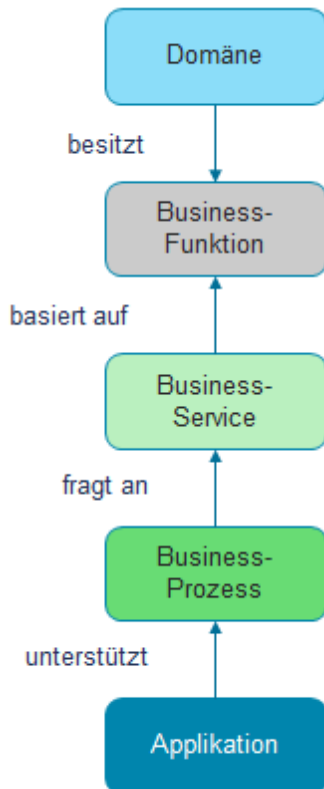 Domäne
besitzt
Business-
Funktion
basiert auf
Business-
Service
fragt an
Business-
Prozess
unterstützt
Applikation